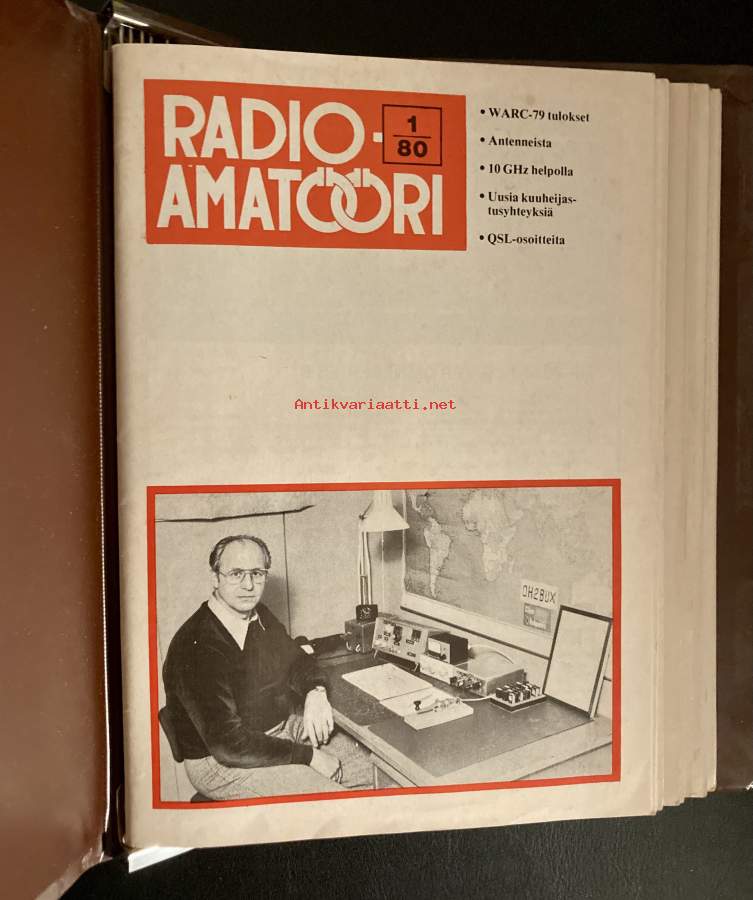 RADIO-
AMATÖÖRI
1
80
• WARC-79 tulokset
• Antenneista
• 10 GHz helpolla
• Uusia kuuheijas-
tusyhteyksiä
• QSL-osoitteita
Antikvariaatti.net
OH2BUX